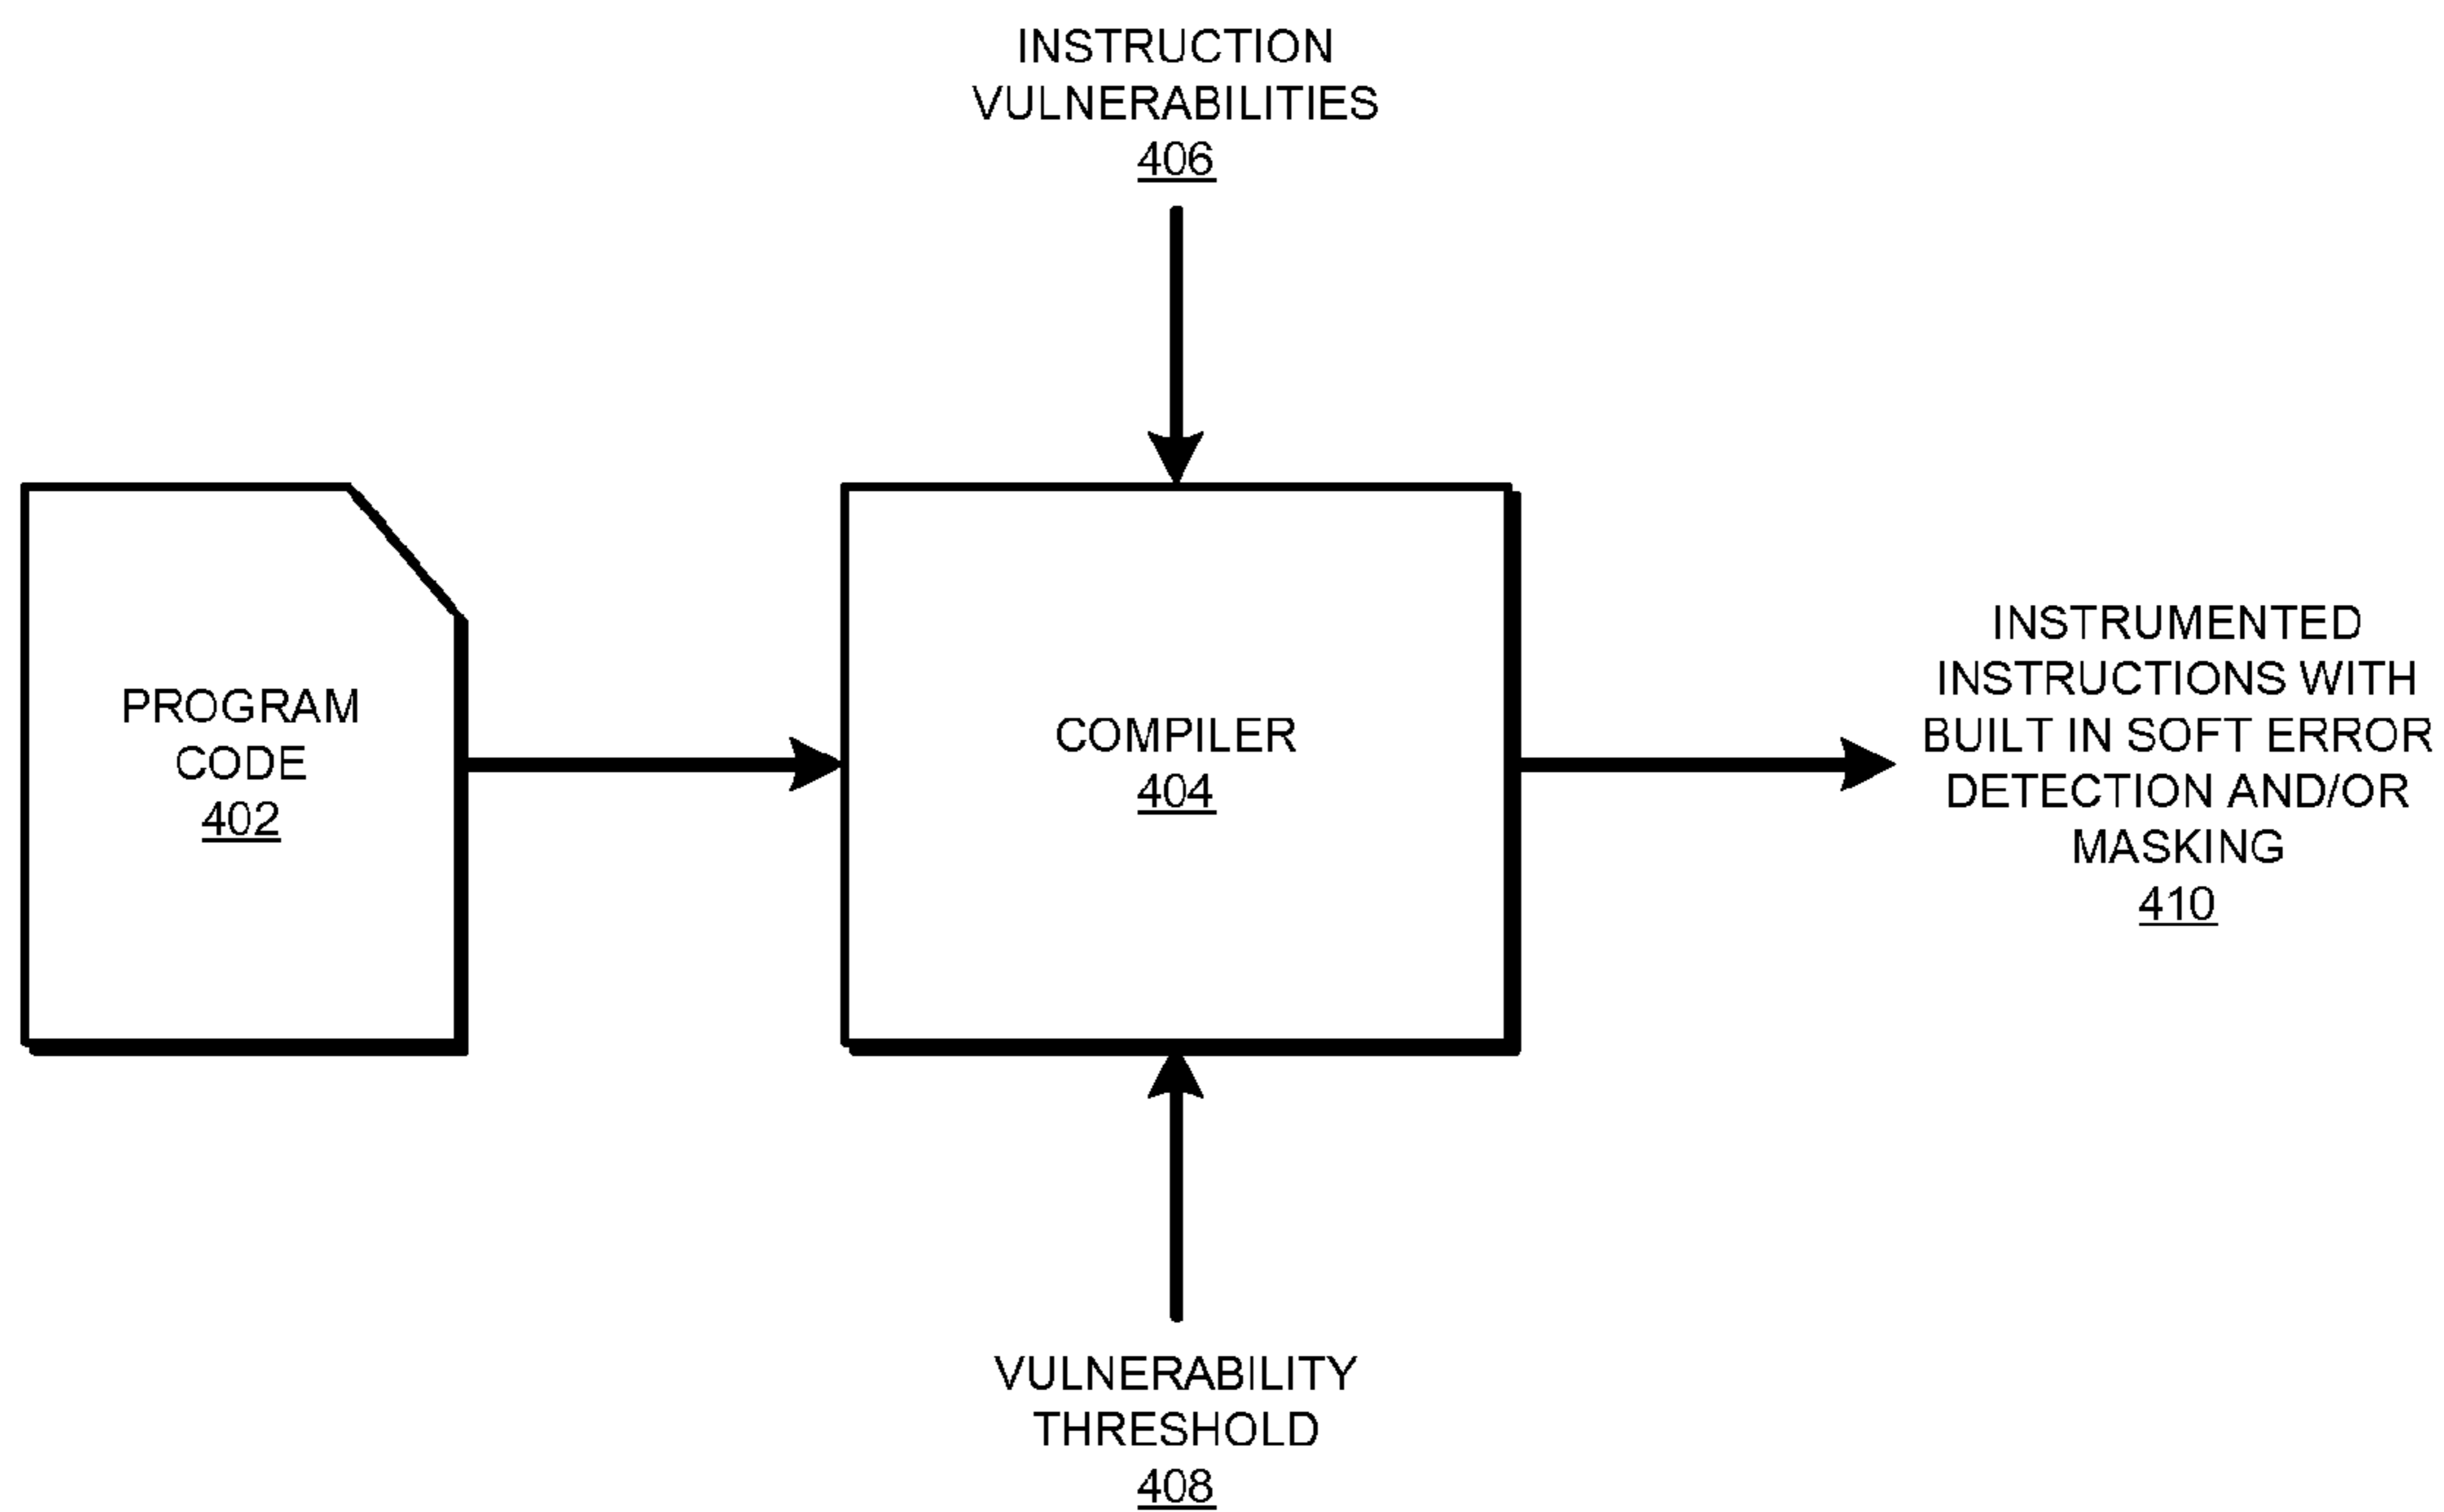 INSTRUCTION
VULNERABILITIES
406
PROGRAM
CODE
402
COMPILER
404
INSTRUMENTED
INSTRUCTIONS WITH
BUILT IN SOFT ERROR
DETECTION AND/OR
MASKING
410
VULNERABILITY
THRESHOLD
408